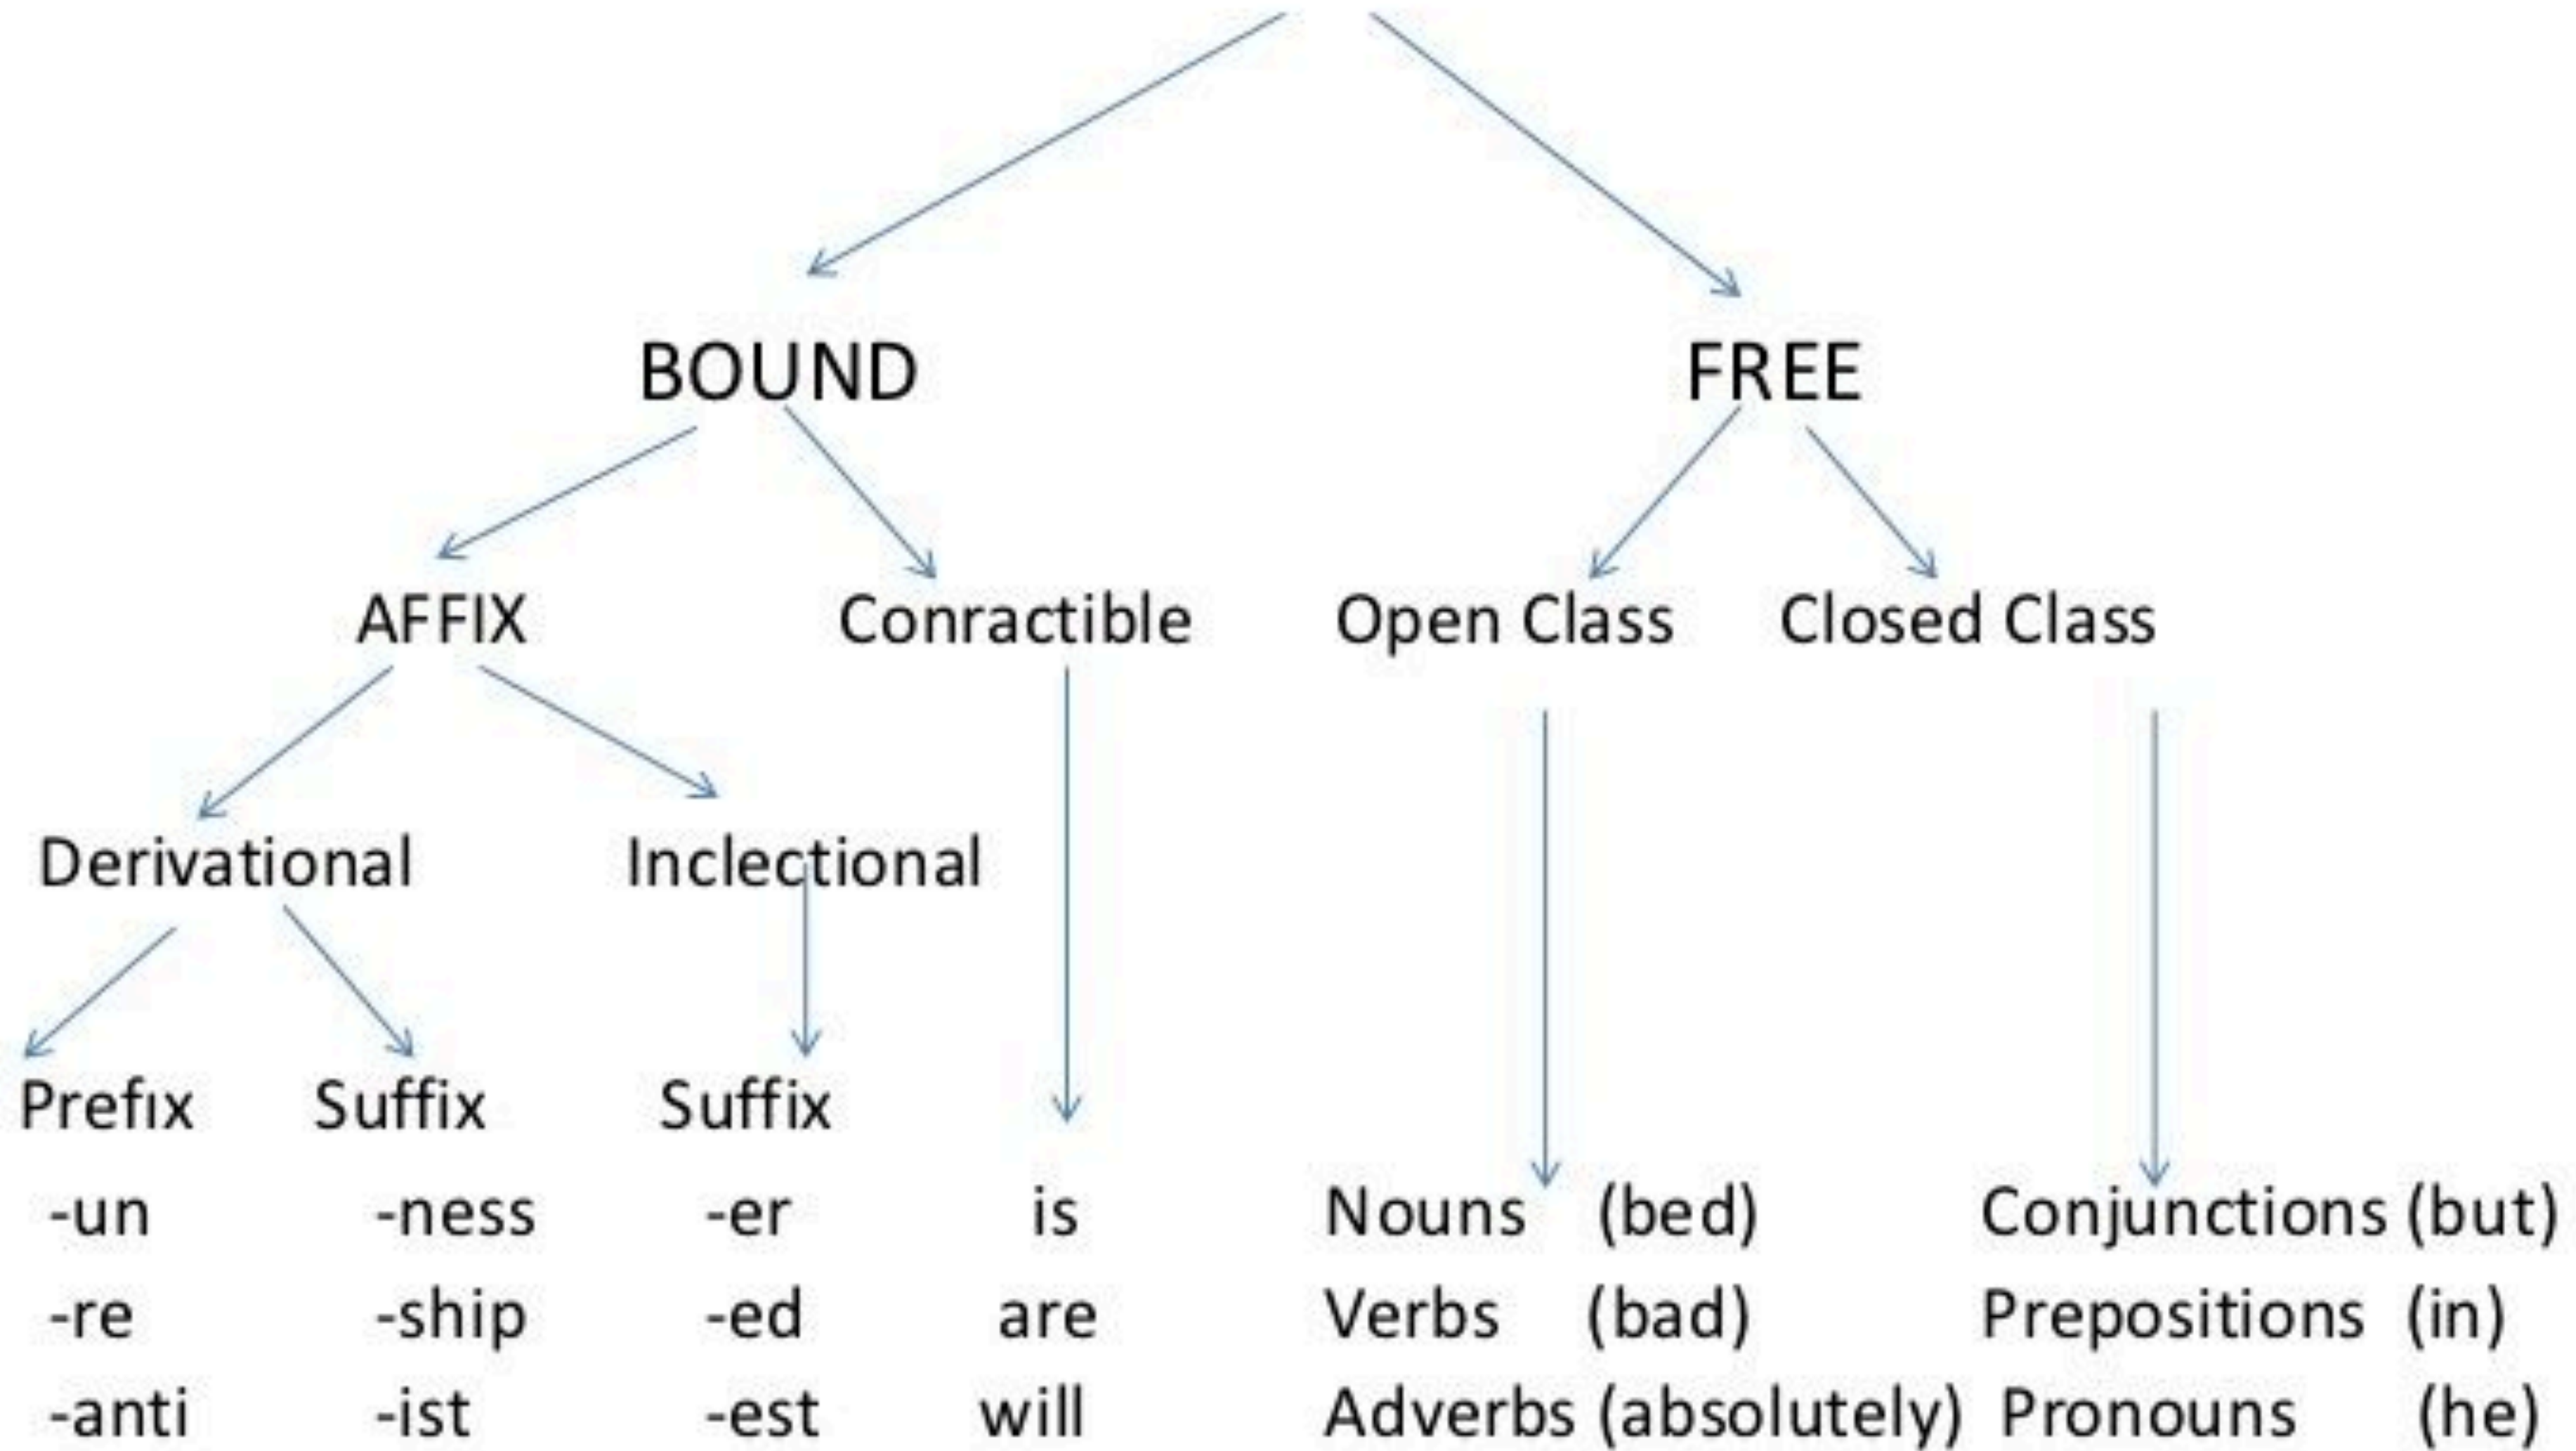 BOUND FREE
AFFIX Conractible Open Class Closed Class
Derivational Inclectional
Prefix Suffix Suffix
-un -ness -er is Nouns (bed) Conjunctions (but)
-re -ship -ed are Verbs (bad) Prepositions (in)
-anti -ist -est will Adverbs (absolutely) Pronouns (he)